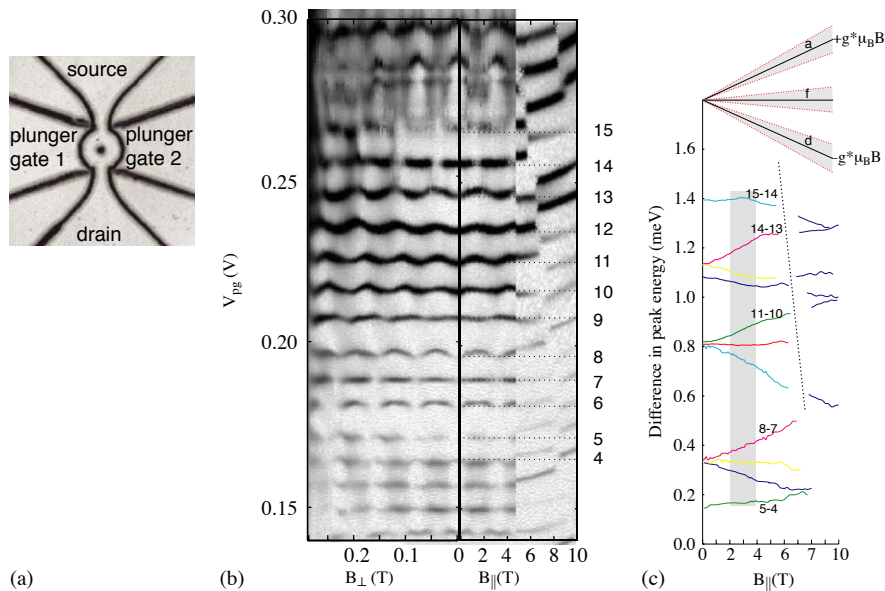 source
plunger gate 1
plunger gate 2
drain
(a)
0.30
0.25
0.20
0.15
V_pg (V)
15
14
13
12
11
10
9
8
7
6
5
4
0.2 0.1 0 2 4 6 8 10
B_⊥ (T) B_||(T)
(b)
a +g*μ_BB
f
d -g*μ_BB
1.6
1.4
1.2
1.0
0.8
0.6
0.4
0.2
0.0
Difference in peak energy (meV)
15-14
14-13
11-10
8-7
5-4
0 2 4 6 10
B_||(T)
(c)